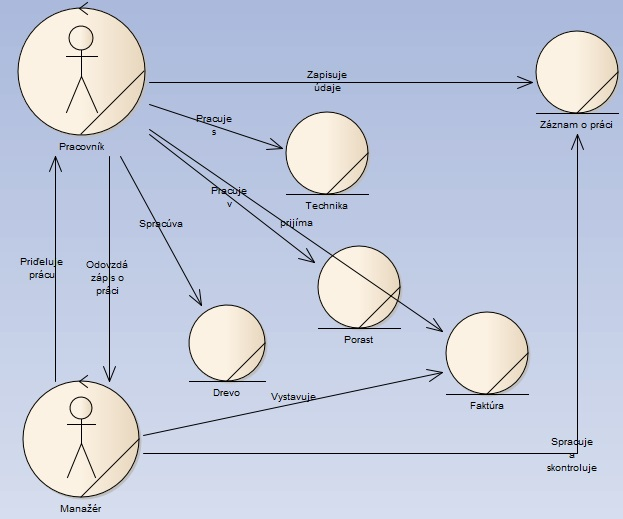 Zapisuje
údaje
Záznam o práci
Pracuje
s
Pracovník
Technika
Pracuje
v
prijíma
Spracúva
Priďeluje
prácu
Odovzdá
zápis o
práci
Porast
Drevo
Vystavuje
Faktúra
Spracuje
a
skontroluje
Manažér